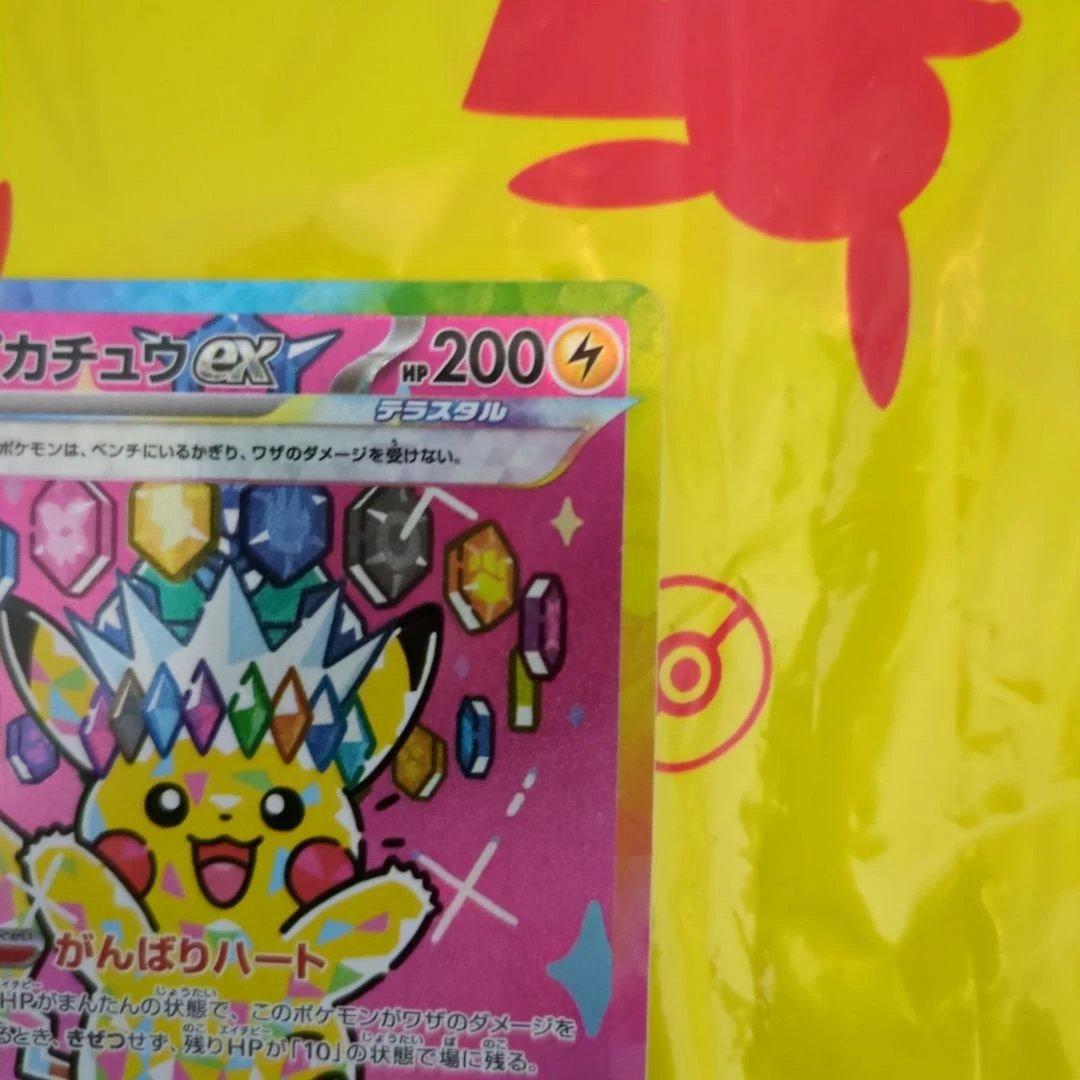 ピカチュウex HP200
テラスタル
ポケモンは、ベンチにいるかぎり、ワザのダメージを受けない。
がんばりハート
HPがまんたんの状態で、このポケモンがワザのダメージを
るとき、きぜつせず、残りHPが「10」の状態で場に残る。